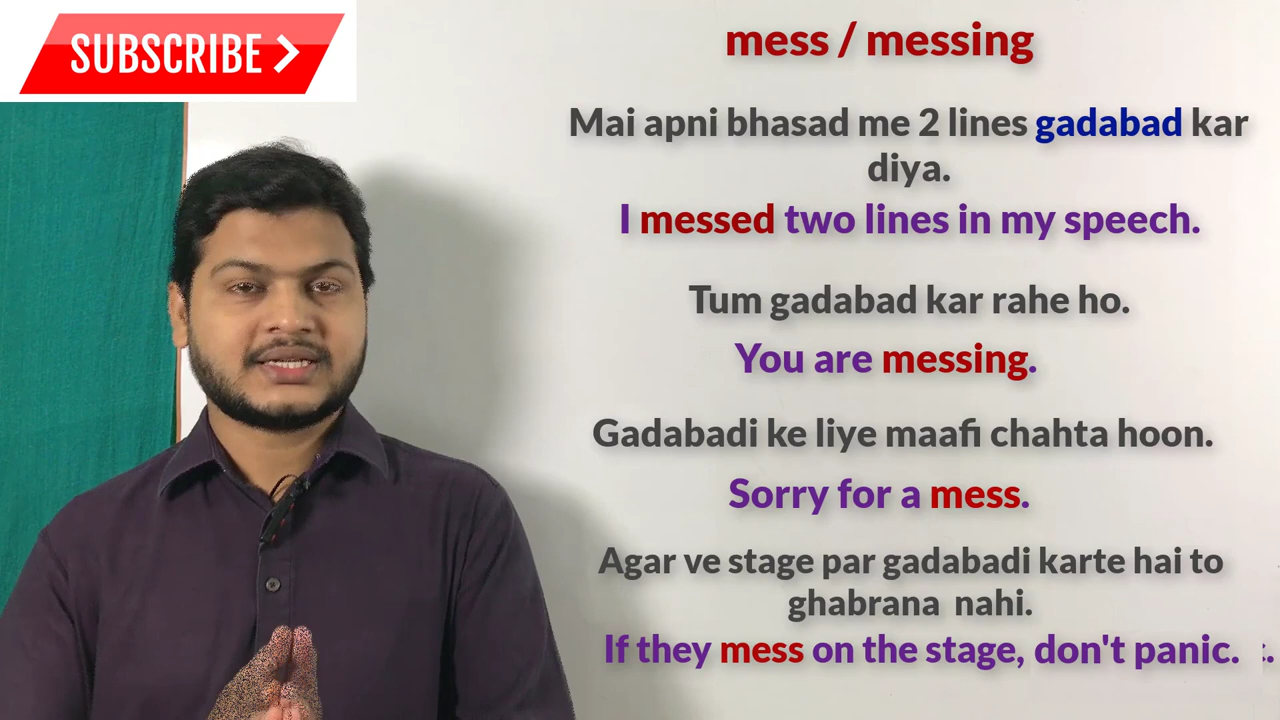 SUBSCRIBE
mess / messing
Mai apni bhasad me 2 lines gadabad kar
diya.
I messed two lines in my speech.
Tum gadabad kar rahe ho.
You are messing.
Gadabadi ke liye maafi chahta hoon.
Sorry for a mess.
Agar ve stage par gadabadi karte hai to
ghabrana nahi.
If they mess on the stage, don't panic.